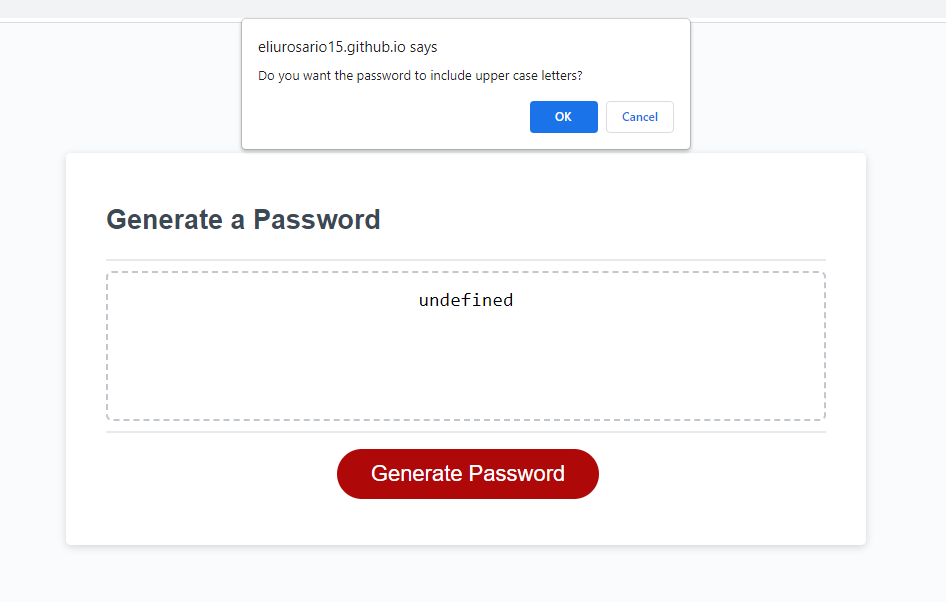 eliurosario15.github.io says
Do you want the password to include upper case letters?
OK Cancel
Generate a Password
undefined
Generate Password